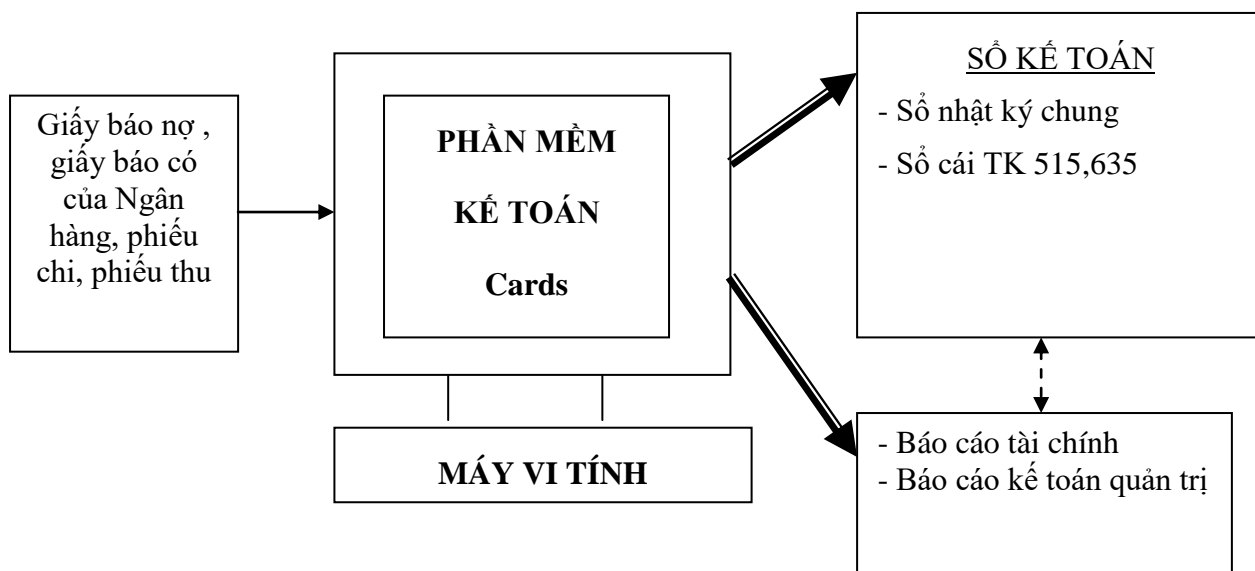 Giấy báo nợ ,
giấy báo có
của Ngân
hàng, phiếu
chi, phiếu thu
PHẦN MỀM
KẾ TOÁN
Cards
MÁY VI TÍNH
SỔ KẾ TOÁN
- Sổ nhật ký chung
- Sổ cái TK 515,635
- Báo cáo tài chính
- Báo cáo kế toán quản trị